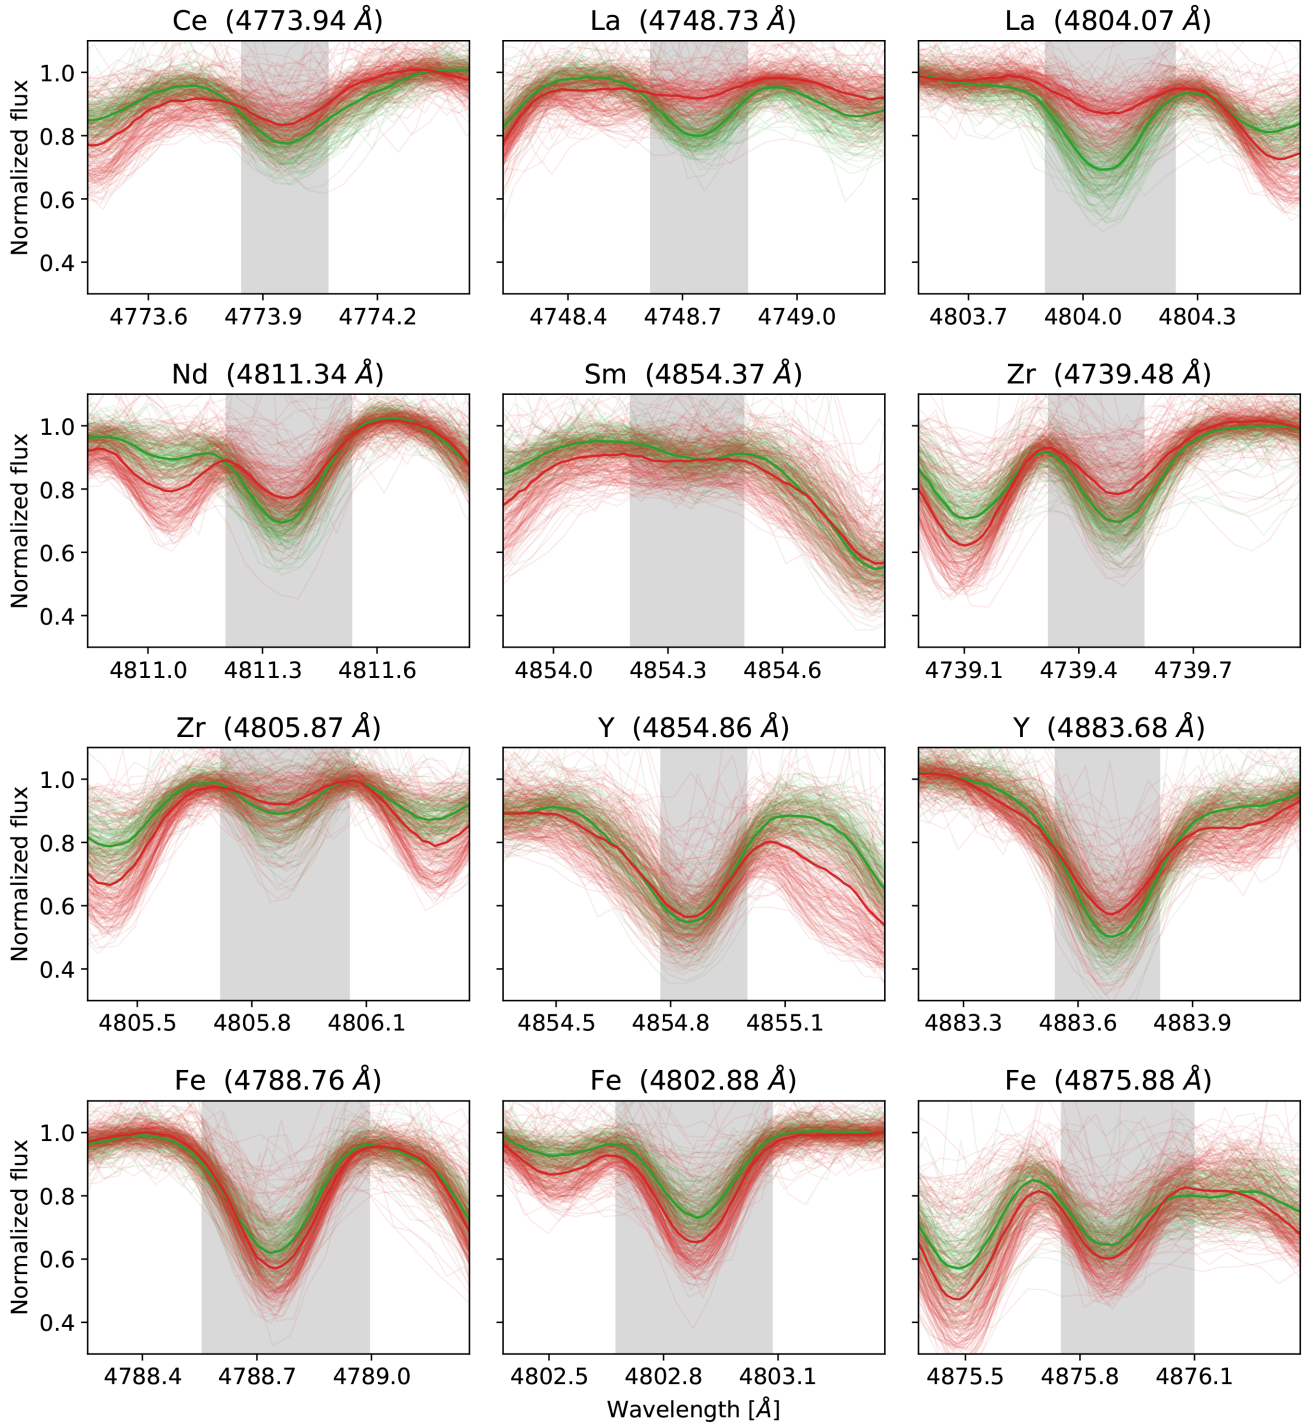 Ce (4773.94 Å) La (4748.73 Å) La (4804.07 Å)
Normalized flux
1.0
0.8
0.6
0.4
4773.6 4773.9 4774.2 4748.4 4748.7 4749.0 4803.7 4804.0 4804.3
Nd (4811.34 Å) Sm (4854.37 Å) Zr (4739.48 Å)
Normalized flux
1.0
0.8
0.6
0.4
4811.0 4811.3 4811.6 4854.0 4854.3 4854.6 4739.1 4739.4 4739.7
Zr (4805.87 Å) Y (4854.86 Å) Y (4883.68 Å)
Normalized flux
1.0
0.8
0.6
0.4
4805.5 4805.8 4806.1 4854.5 4854.8 4855.1 4883.3 4883.6 4883.9
Fe (4788.76 Å) Fe (4802.88 Å) Fe (4875.88 Å)
Normalized flux
1.0
0.8
0.6
0.4
4788.4 4788.7 4789.0 4802.5 4802.8 4803.1 4875.5 4875.8 4876.1
Wavelength [Å]